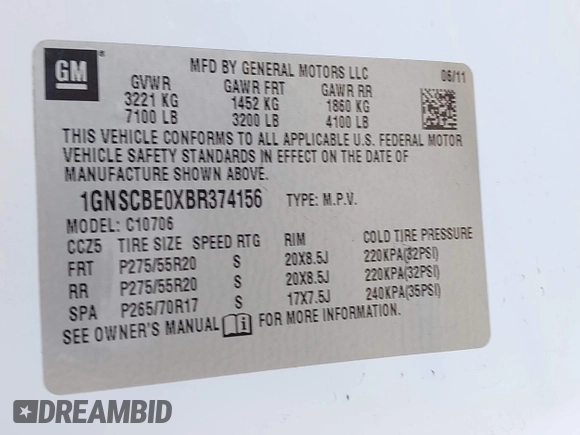 GM ®
MFD BY GENERAL MOTORS LLC
06/11
GVWR GAWR FRT GAWR RR
3221 KG 1452 KG 1860 KG
7100 LB 3200 LB 4100 LB
THIS VEHICLE CONFORMS TO ALL APPLICABLE U.S. FEDERAL MOTOR
VEHICLE SAFETY STANDARDS IN EFFECT ON THE DATE OF
MANUFACTURE SHOWN ABOVE.
1GNSCBE0XBR374156 TYPE: M.P.V.
MODEL: C10706
CCZ5 TIRE SIZE SPEED RTG RIM COLD TIRE PRESSURE
FRT P275/55R20 S 20X8.5J 220KPA(32PSI)
RR P275/55R20 S 20X8.5J 220KPA(32PSI)
SPA P265/70R17 S 17X7.5J 240KPA(35PSI)
SEE OWNER'S MANUAL i FOR MORE INFORMATION.
DREAMBID